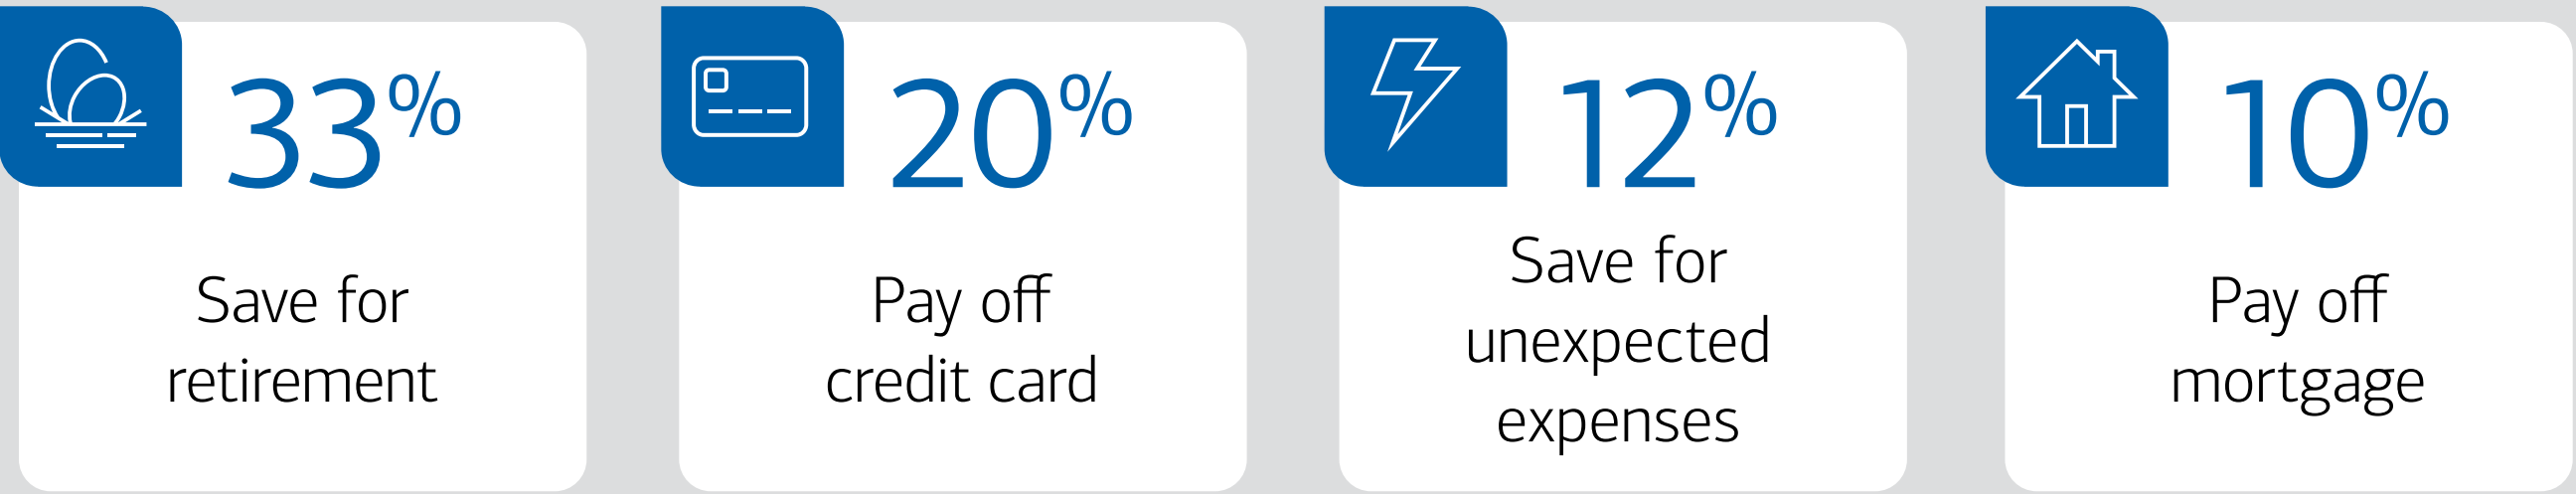 33%
Save for
retirement
20%
Pay off
credit card
12%
Save for
unexpected
expenses
10%
Pay off
mortgage